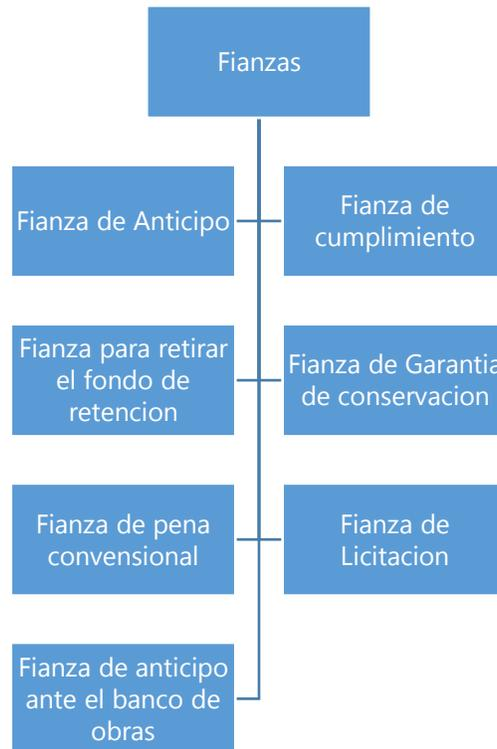 Fianzas
Fianza de Anticipo
Fianza de
cumplimiento
Fianza para retirar
el fondo de
retencion
Fianza de Garantia
de conservacion
Fianza de pena
convensional
Fianza de
Licitacion
Fianza de anticipo
ante el banco de
obras